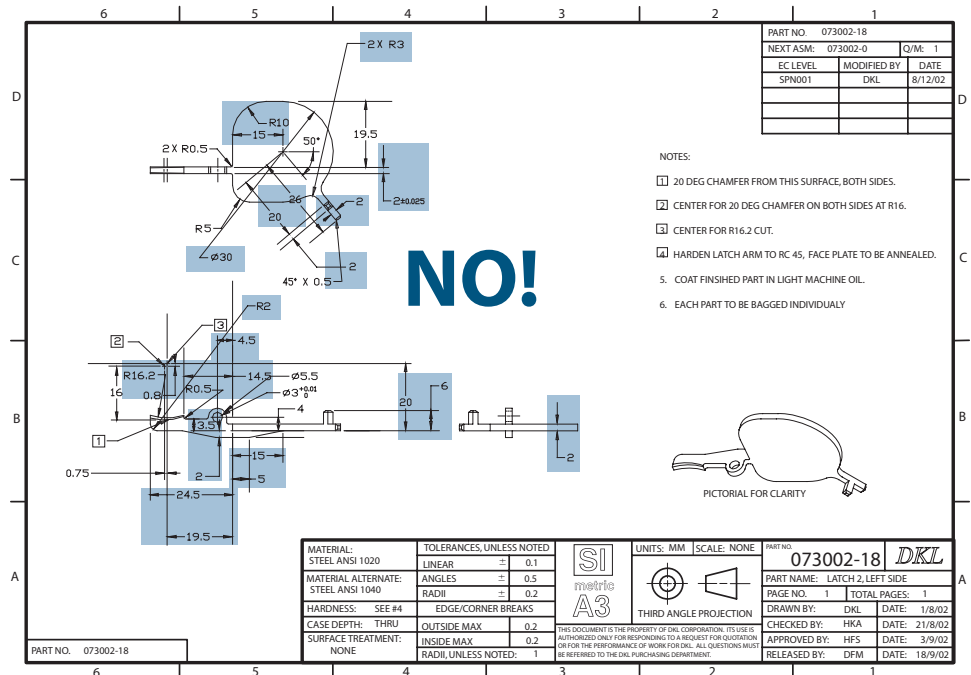 6 5 4 3 2 1
D
C
B
A
D
C
B
A
PART NO. 073002-18
NEXT ASM: 073002-0 Q/M: 1
EC LEVEL MODIFIED BY DATE
SPN001 DKL 8/12/02
2 X R3
R10
15
50°
19.5
2 X R0.5
26
20
2
2±0.025
R5
Ø30
2
45° X 0.5
NO!
NOTES:
1 20 DEG CHAMFER FROM THIS SURFACE, BOTH SIDES.
2 CENTER FOR 20 DEG CHAMFER ON BOTH SIDES AT R16.
3 CENTER FOR R16.2 CUT.
4 HARDEN LATCH ARM TO RC 45, FACE PLATE TO BE ANNEALED.
5. COAT FINSIHED PART IN LIGHT MACHINE OIL.
6. EACH PART TO BE BAGGED INDIVIDUALY
R2
3
2
4.5
R16.2
14.5
Ø5.5
16
0.8
R0.5
Ø3 +0.01 0
20
6
4
3.5
1
15
2
0.75
5
24.5
19.5
2
PICTORIAL FOR CLARITY
MATERIAL:
STEEL ANSI 1020
MATERIAL ALTERNATE:
STEEL ANSI 1040
HARDNESS: SEE #4
CASE DEPTH: THRU
SURFACE TREATMENT:
NONE
TOLERANCES, UNLESS NOTED
LINEAR ± 0.1
ANGLES ± 0.5
RADII ± 0.2
EDGE/CORNER BREAKS
OUTSIDE MAX 0.2
INSIDE MAX 0.2
RADII, UNLESS NOTED: 1
SI
metric
A3
UNITS: MM SCALE: NONE
THIRD ANGLE PROJECTION
THIS DOCUMENT IS THE PROPERTY OF DKL CORPORATION. ITS USE IS
AUTHORIZED ONLY FOR RESPONDING TO A REQUEST FOR QUOTATION
OR FOR THE PERFORMANCE OF WORK FOR DKL. ALL QUESTIONS MUST
BE REFERRED TO THE DKL PURCHASING DEPARTMENT.
PART NO.
073002-18 DKL
PART NAME: LATCH 2, LEFT SIDE
PAGE NO. 1 TOTAL PAGES: 1
DRAWN BY: DKL DATE: 1/8/02
CHECKED BY: HKA DATE: 21/8/02
APPROVED BY: HFS DATE: 3/9/02
RELEASED BY: DFM DATE: 18/9/02
PART NO. 073002-18
6 5 4 3 2 1